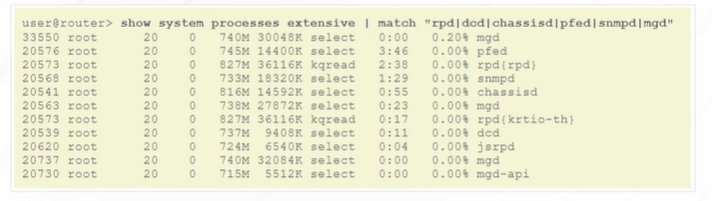 user@router> show system processes extensive | match "rpd|dcd|chassisd|pfed|snmpd|mgd"
33550 root 20 0 740M 30048K select 0:00 0.20% mgd
20576 root 20 0 745M 14400K select 3:46 0.00% pfed
20573 root 20 0 827M 36116K kqread 2:38 0.00% rpd{rpd}
20568 root 20 0 733M 18320K select 1:29 0.00% snmpd
20541 root 20 0 816M 14592K select 0:55 0.00% chassisd
20563 root 20 0 738M 27872K select 0:23 0.00% mgd
20573 root 20 0 827M 36116K kqread 0:17 0.00% rpd{krtio-th}
20539 root 20 0 737M 9408K select 0:11 0.00% dcd
20620 root 20 0 724M 6540K select 0:04 0.00% jsrpd
20737 root 20 0 740M 32084K select 0:00 0.00% mgd
20730 root 20 0 715M 5512K select 0:00 0.00% mgd-api